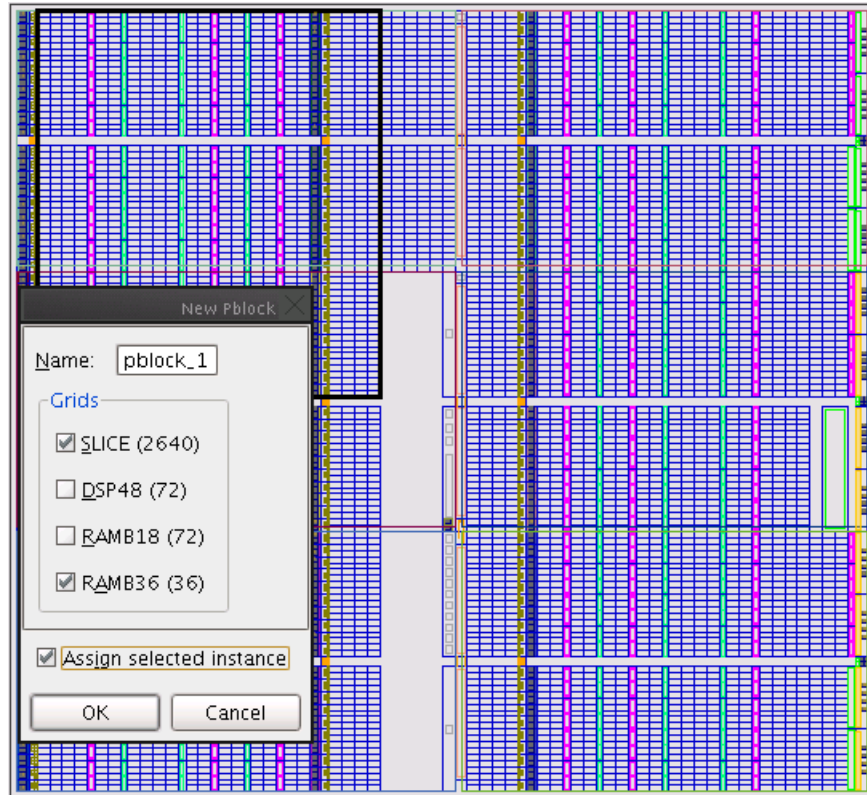 New Pblock
Name: pblock_1
Grids
SLICE (2640)
DSP48 (72)
RAMB18 (72)
RAMB36 (36)
Assign selected instance
OK Cancel